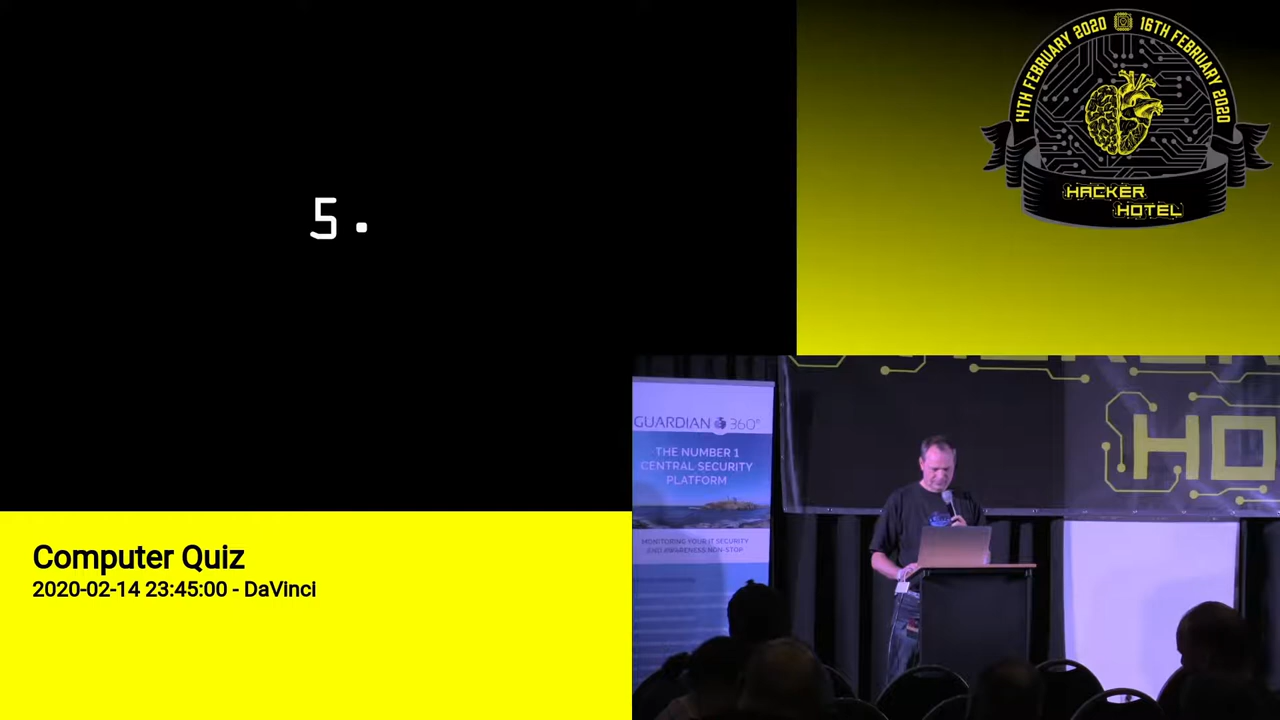 5.
14TH FEBRUARY 2020
16TH FEBRUARY 2020
HACKER
HOTEL
GUARDIAN 360°
THE NUMBER 1
CENTRAL SECURITY
PLATFORM
MONITORING YOUR IT SECURITY
AND AWARENESS NON-STOP
HO
Computer Quiz
2020-02-14 23:45:00 - DaVinci